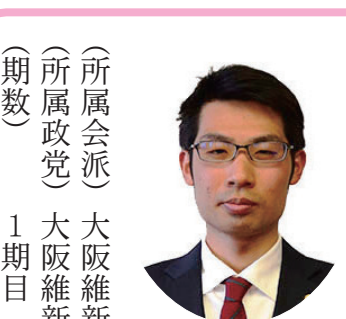 （所属会派）大阪維新
（所属政党）大阪維新
（期数）　１期目